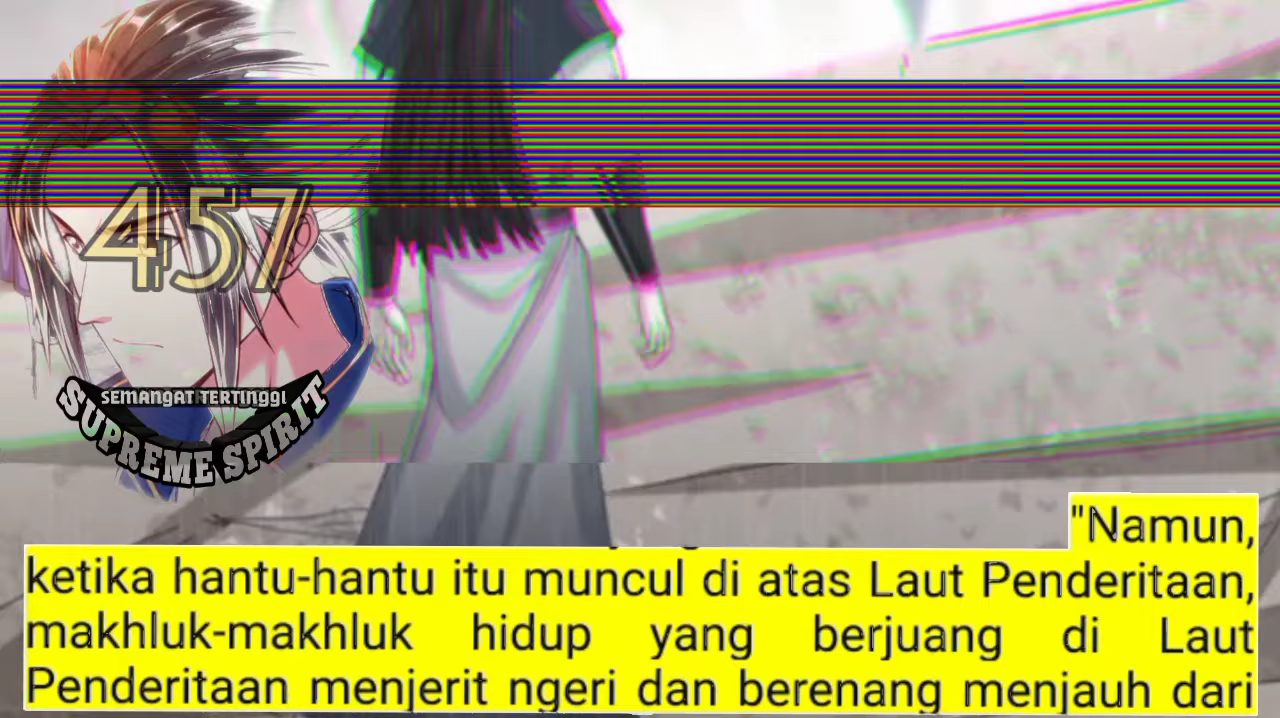 457
SEMANGAT TERTINGGI
SUPREME SPIRIT
"Namun,
ketika hantu-hantu itu muncul di atas Laut Penderitaan,
makhluk-makhluk hidup yang berjuang di Laut
Penderitaan menjerit ngeri dan berenang menjauh dari